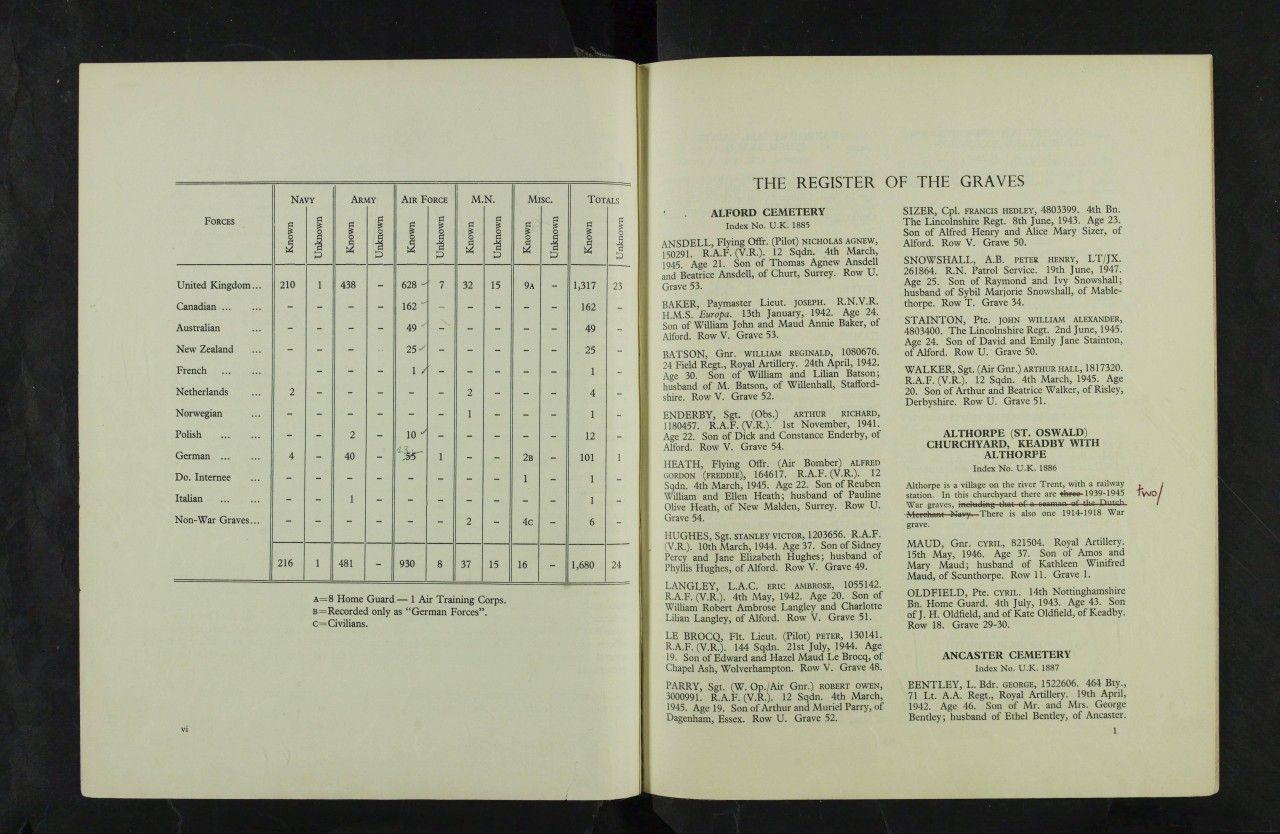 FORCES NAVY ARMY AIR FORCE M.N. MISC. TOTALS
Known Unknown Known Unknown Known Unknown Known Unknown Known Unknown Known Unknown
United Kingdom... 210 1 438 – 628 7 32 15 9A – 1,317 23
Canadian ... ... – – – – 162 – – – – – 162 –
Australian ... – – – – 49 – – – – – 49 –
New Zealand ... – – – – 25 – – – – – 25 –
French ... ... – – – 1 – – – – – 1 –
Netherlands ... 2 – – – – – 2 – – – 4 –
Norwegian ... – – – – – – 1 – – – 1 –
Polish ... ... – – 2 – 10 – – – – – 12 –
German ... ... 4 – 40 – 55 1 – – 2B – 101 1
Do. Internee ... – – – – – – – – 1 – 1 –
Italian ... ... – – 1 – – – – – – – 1 –
Non-War Graves... – – – – – – 2 – 4C – 6 –
216 1 481 – 930 8 37 15 16 – 1,680 24
A=8 Home Guard — 1 Air Training Corps.
B=Recorded only as "German Forces".
C=Civilians.
vi
THE REGISTER OF THE GRAVES
ALFORD CEMETERY
Index No. U.K. 1885
ANSDELL, Flying Offr. (Pilot) NICHOLAS AGNEW,
150291. R.A.F. (V.R.). 12 Sqdn. 4th March,
1945. Age 21. Son of Thomas Agnew Ansdell
and Beatrice Ansdell, of Churt, Surrey. Row U.
Grave 53.
BAKER, Paymaster Lieut. JOSEPH. R.N.V.R.
H.M.S. Europa. 13th January, 1942. Age 24.
Son of William John and Maud Annie Baker, of
Alford. Row V. Grave 53.
BATSON, Gnr. WILLIAM REGINALD, 1080676.
24 Field Regt., Royal Artillery. 24th April, 1942.
Age 30. Son of William and Lilian Batson;
husband of M. Batson, of Willenhall, Stafford-
shire. Row V. Grave 52.
ENDERBY, Sgt. (Obs.) ARTHUR RICHARD,
1180457. R.A.F. (V.R.). 1st November, 1941.
Age 22. Son of Dick and Constance Enderby, of
Alford. Row V. Grave 54.
HEATH, Flying Offr. (Air Bomber) ALFRED
GORDON (FREDDIE), 164617. R.A.F. (V.R.). 12
Sqdn. 4th March, 1945. Age 22. Son of Reuben
William and Ellen Heath; husband of Pauline
Olive Heath, of New Malden, Surrey. Row U.
Grave 54.
HUGHES, Sgt. STANLEY VICTOR, 1203656. R.A.F.
(V.R.). 10th March, 1944. Age 37. Son of Sidney
Percy and Jane Elizabeth Hughes; husband of
Phyllis Hughes, of Alford. Row V. Grave 49.
LANGLEY, L.A.C. ERIC AMBROSE, 1055142.
R.A.F. (V.R.). 4th May, 1942. Age 20. Son of
William Robert Ambrose Langley and Charlotte
Lilian Langley, of Alford. Row V. Grave 51.
LE BROCQ, Flt. Lieut. (Pilot) PETER, 130141.
R.A.F. (V.R.). 144 Sqdn. 21st July, 1944. Age
19. Son of Edward and Hazel Maud Le Brocq, of
Chapel Ash, Wolverhampton. Row V. Grave 48.
PARRY, Sgt. (W. Op./Air Gnr.) ROBERT OWEN,
3000991. R.A.F. (V.R.). 12 Sqdn. 4th March,
1945. Age 19. Son of Arthur and Muriel Parry, of
Dagenham, Essex. Row U. Grave 52.
SIZER, Cpl. FRANCIS HEDLEY, 4803399. 4th Bn.
The Lincolnshire Regt. 8th June, 1943. Age 23.
Son of Alfred Henry and Alice Mary Sizer, of
Alford. Row V. Grave 50.
SNOWSHALL, A.B. PETER HENRY, LT/JX.
261864. R.N. Patrol Service. 19th June, 1947.
Age 25. Son of Raymond and Ivy Snowshall;
husband of Sybil Marjorie Snowshall, of Mable-
thorpe. Row T. Grave 34.
STAINTON, Pte. JOHN WILLIAM ALEXANDER,
4803400. The Lincolnshire Regt. 2nd June, 1945.
Age 24. Son of David and Emily Jane Stainton,
of Alford. Row U. Grave 50.
WALKER, Sgt. (Air Gnr.) ARTHUR HALL, 1817320.
R.A.F. (V.R.). 12 Sqdn. 4th March, 1945. Age
20. Son of Arthur and Beatrice Walker, of Risley,
Derbyshire. Row U. Grave 51.
ALTHORPE (ST. OSWALD)
CHURCHYARD, KEADBY WITH
ALTHORPE
Index No. U.K. 1886
Althorpe is a village on the river Trent, with a railway
station. In this churchyard there are three 1939-1945 two/
War graves, including that of a seaman of the Dutch
Merchant Navy. There is also one 1914-1918 War
grave.
MAUD, Gnr. CYRIL, 821504. Royal Artillery.
15th May, 1946. Age 37. Son of Amos and
Mary Maud; husband of Kathleen Winifred
Maud, of Scunthorpe. Row 11. Grave 1.
OLDFIELD, Pte. CYRIL. 14th Nottinghamshire
Bn. Home Guard. 4th July, 1943. Age 43. Son
of J. H. Oldfield, and of Kate Oldfield, of Keadby.
Row 18. Grave 29-30.
ANCASTER CEMETERY
Index No. U.K. 1887
BENTLEY, L. Bdr. GEORGE, 1522606. 464 Bty.,
71 Lt. A.A. Regt., Royal Artillery. 19th April,
1942. Age 46. Son of Mr. and Mrs. George
Bentley; husband of Ethel Bentley, of Ancaster.
1